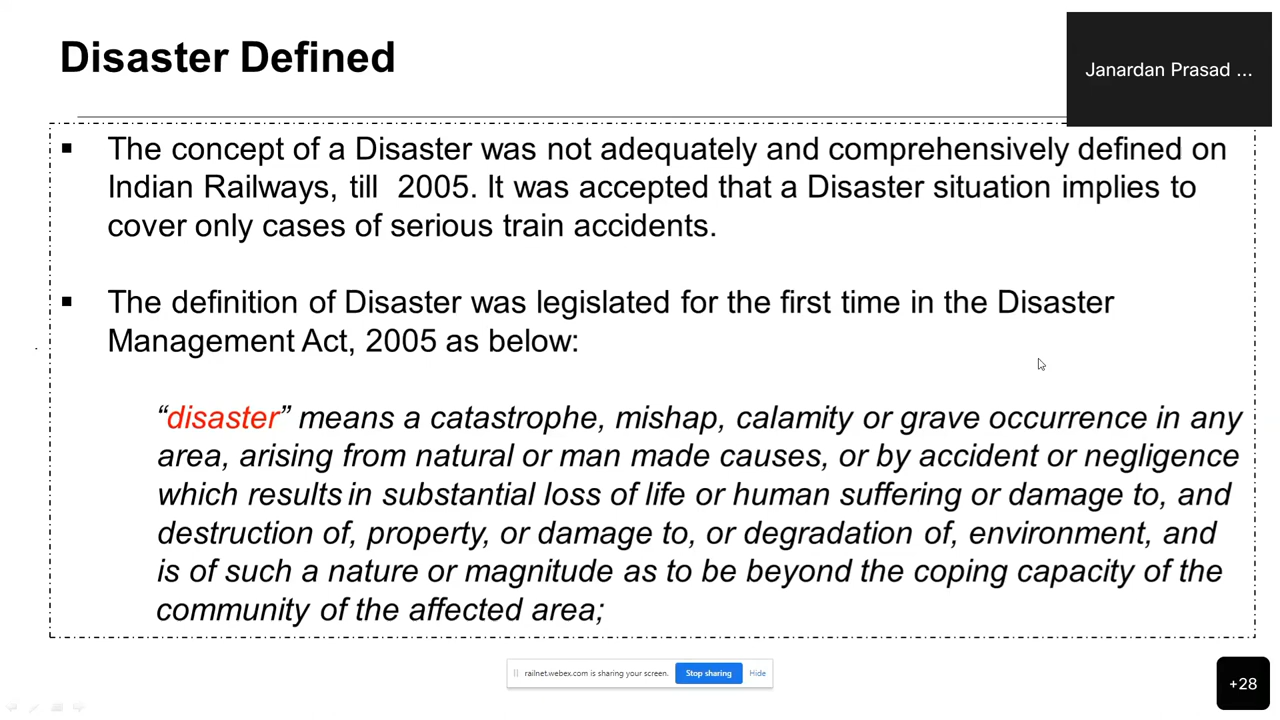 Disaster Defined
Janardan Prasad ...
▪ The concept of a Disaster was not adequately and comprehensively defined on
Indian Railways, till 2005. It was accepted that a Disaster situation implies to
cover only cases of serious train accidents.
▪ The definition of Disaster was legislated for the first time in the Disaster
Management Act, 2005 as below:
“disaster” means a catastrophe, mishap, calamity or grave occurrence in any
area, arising from natural or man made causes, or by accident or negligence
which results in substantial loss of life or human suffering or damage to, and
destruction of, property, or damage to, or degradation of, environment, and
is of such a nature or magnitude as to be beyond the coping capacity of the
community of the affected area;
railnet.webex.com is sharing your screen. Stop sharing Hide
+28